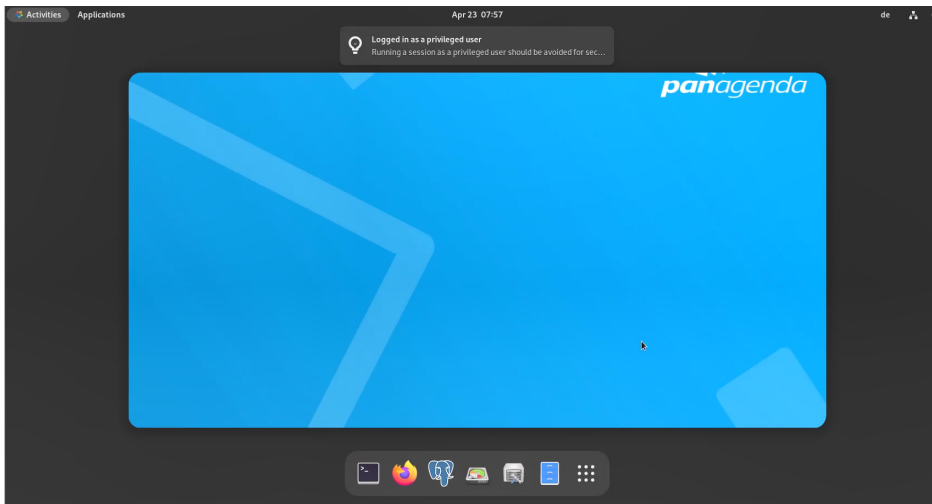 Activities Applications Apr 23 07:57 de
Logged in as a privileged user
Running a session as a privileged user should be avoided for sec...
panagenda